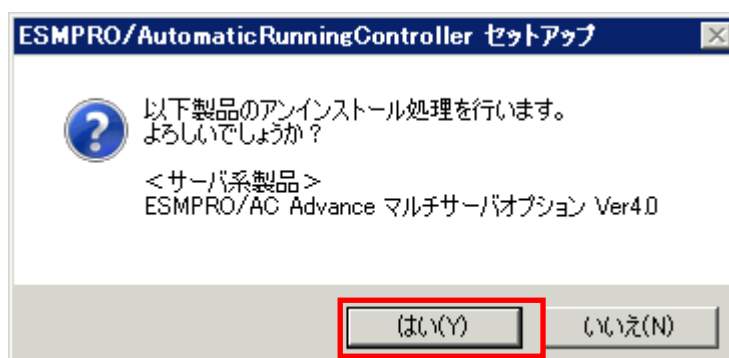 ESMPRO/AutomaticRunningController セットアップ
以下製品のアンインストール処理を行います。
よろしいでしょうか？
＜サーバ系製品＞
ESMPRO/AC Advance マルチサーバオプション Ver4.0
はい(Y)
いいえ(N)